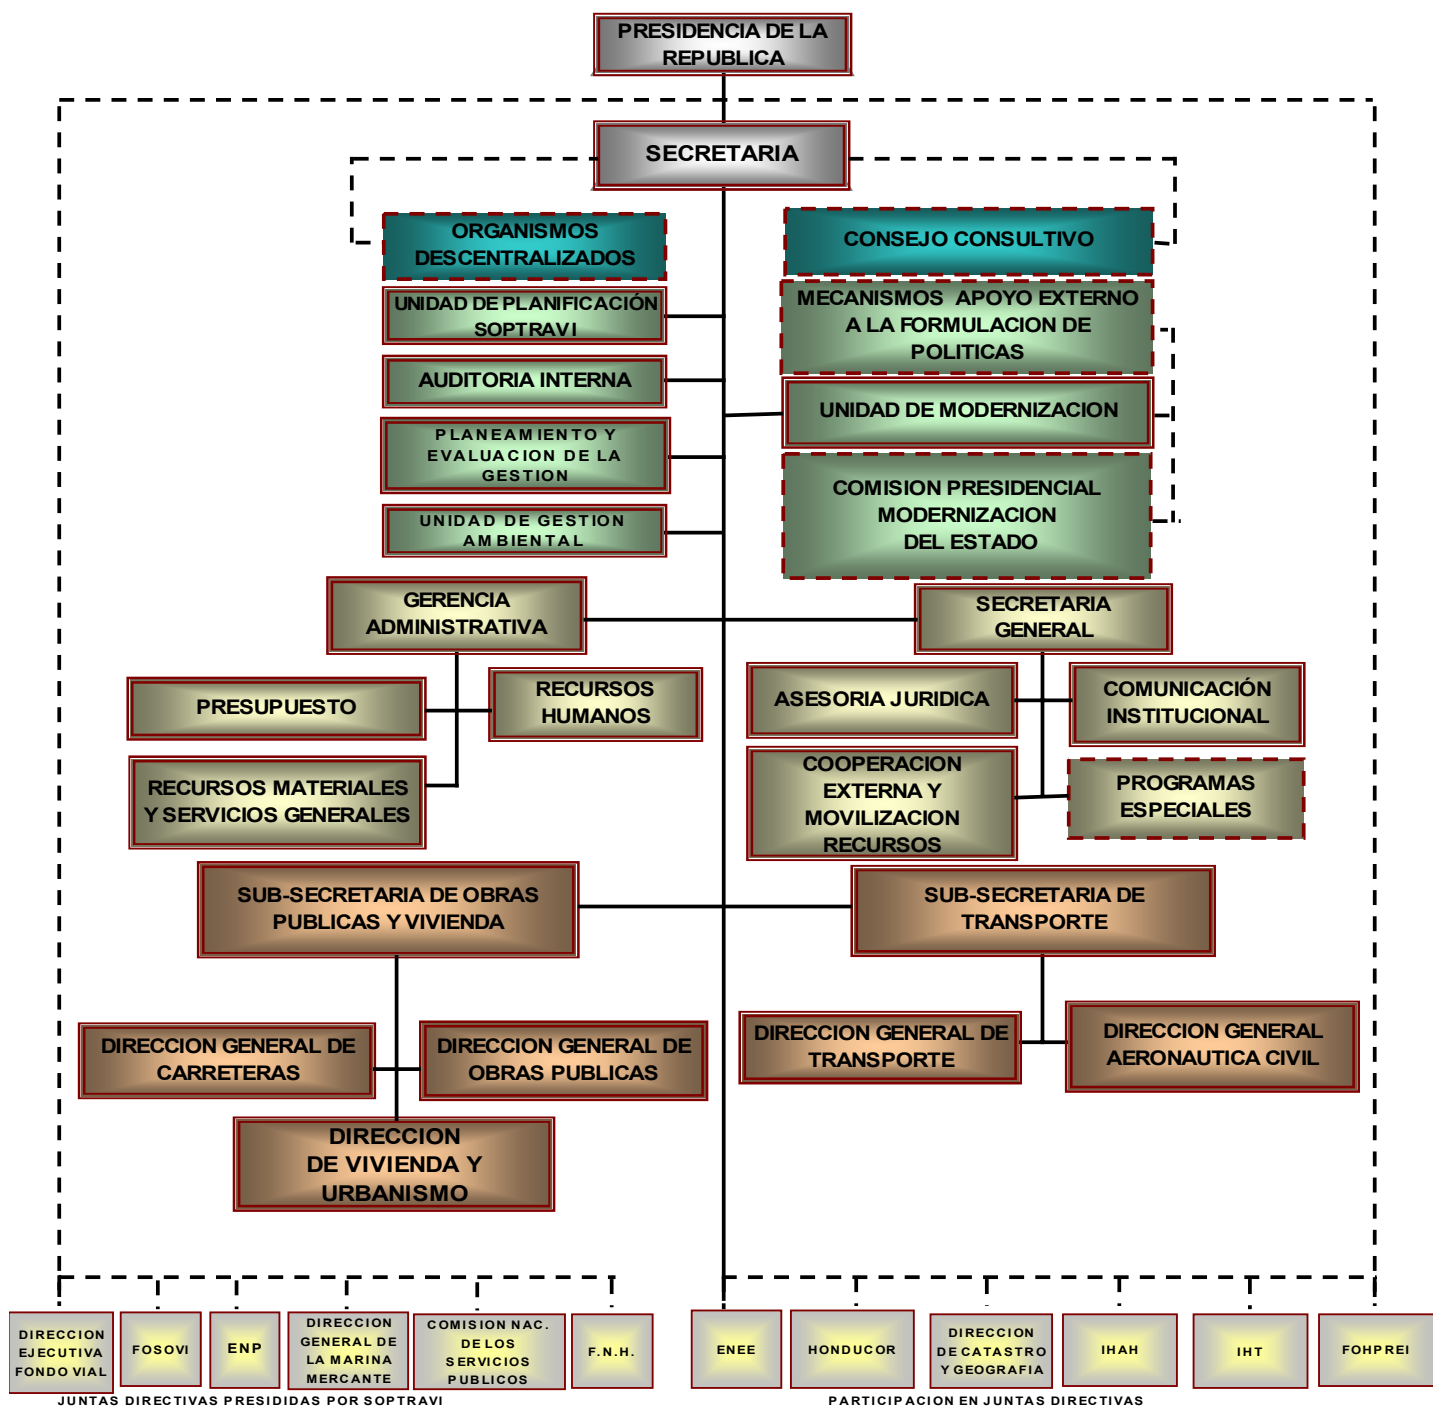 PRESIDENCIA DE LA
REPUBLICA
SECRETARIA
ORGANISMOS
DESCENTRALIZADOS
CONSEJO CONSULTIVO
UNIDAD DE PLANIFICACIÓN
SOPTRAVI
MECANISMOS APOYO EXTERNO
A LA FORMULACION DE
POLITICAS
AUDITORIA INTERNA
UNIDAD DE MODERNIZACION
PLANEAMIENTO Y
EVALUACION DE LA
GESTION
COMISION PRESIDENCIAL
MODERNIZACION
DEL ESTADO
UNIDAD DE GESTION
AMBIENTAL
GERENCIA
ADMINISTRATIVA
SECRETARIA
GENERAL
PRESUPUESTO
RECURSOS
HUMANOS
ASESORIA JURIDICA
COMUNICACIÓN
INSTITUCIONAL
RECURSOS MATERIALES
Y SERVICIOS GENERALES
COOPERACION
EXTERNA Y
MOVILIZACION
RECURSOS
PROGRAMAS
ESPECIALES
SUB-SECRETARIA DE OBRAS
PUBLICAS Y VIVIENDA
SUB-SECRETARIA DE
TRANSPORTE
DIRECCION GENERAL DE
CARRETERAS
DIRECCION GENERAL DE
OBRAS PUBLICAS
DIRECCION GENERAL DE
TRANSPORTE
DIRECCION GENERAL
AERONAUTICA CIVIL
DIRECCION
DE VIVIENDA Y
URBANISMO
DIRECCION
EJECUTIVA
FONDO VIAL
FOSOVI
ENP
DIRECCION
GENERAL DE
LA MARINA
MERCANTE
COMISION NAC.
DE LOS
SERVICIOS
PUBLICOS
F.N.H.
ENEE
HONDUCOR
DIRECCION
DE CATASTRO
Y GEOGRAFIA
IHAH
IHT
FOHPREI
JUNTAS DIRECTIVAS PRESIDIDAS POR SOPTRAVI
PARTICIPACION EN JUNTAS DIRECTIVAS